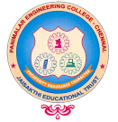 PANIMALAR ENGINEERING COLLEGE - CHENNAI
JAISAKTHI EDUCATIONAL TRUST